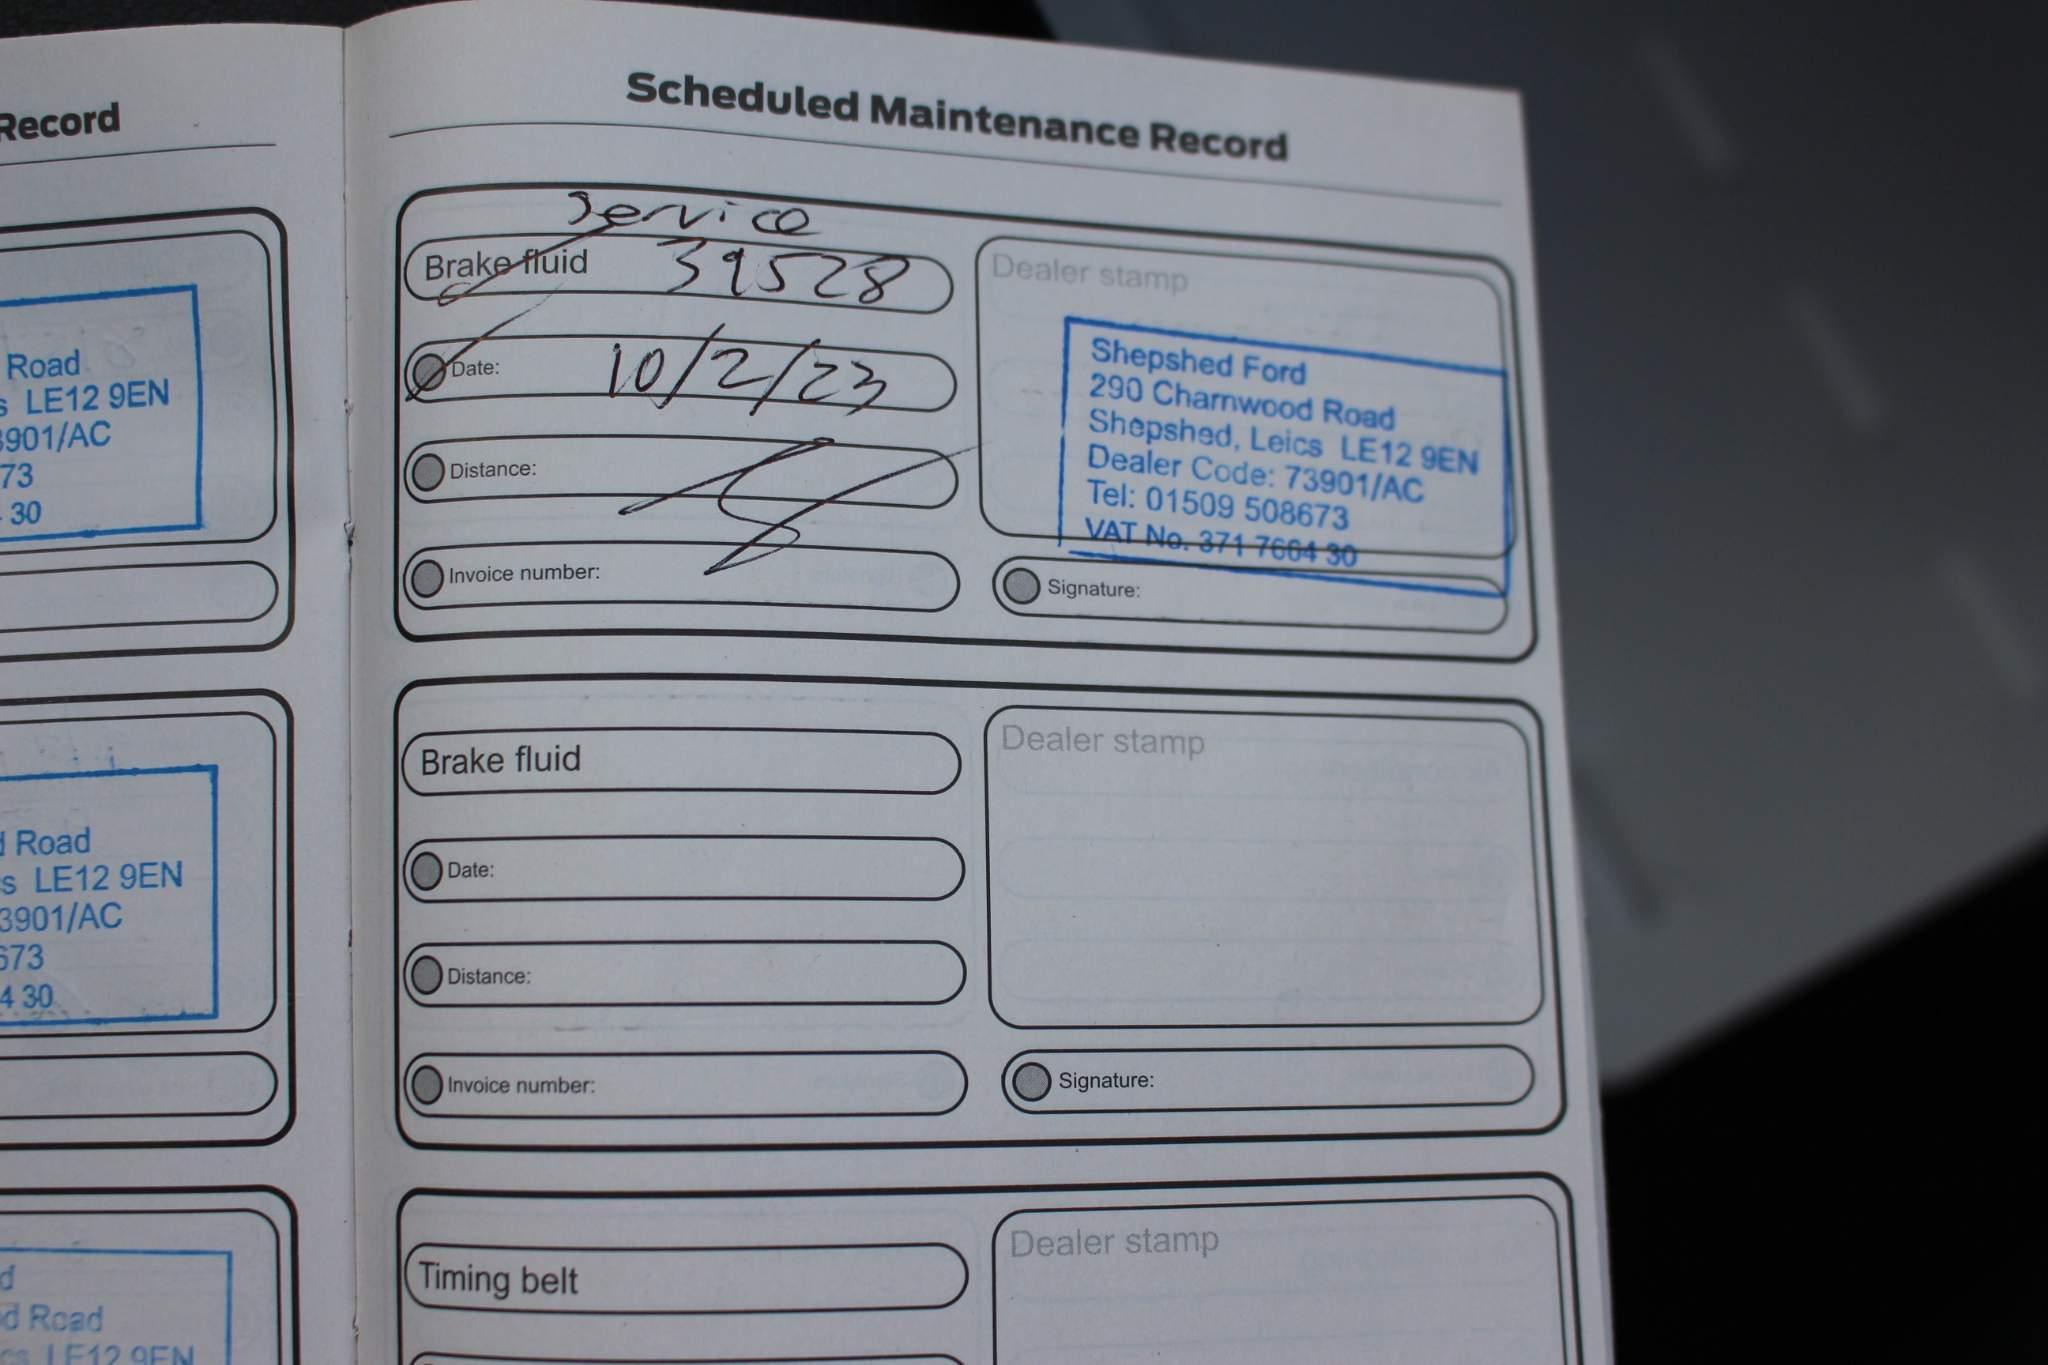 Record
Road
s LE12 9EN
3901/AC
73
30
d Road
s LE12 9EN
3901/AC
673
4 30
d
d Road
cs LE12 9EN
Scheduled Maintenance Record
Service
Brake fluid 39528
Date: 10/2/23
Distance:
Invoice number:
Dealer stamp
Shepshed Ford
290 Charnwood Road
Shepshed, Leics LE12 9EN
Dealer Code: 73901/AC
Tel: 01509 508673
VAT No. 371 7604 30
Signature:
Brake fluid
Date:
Distance:
Invoice number:
Dealer stamp
Signature:
Timing belt
Dealer stamp